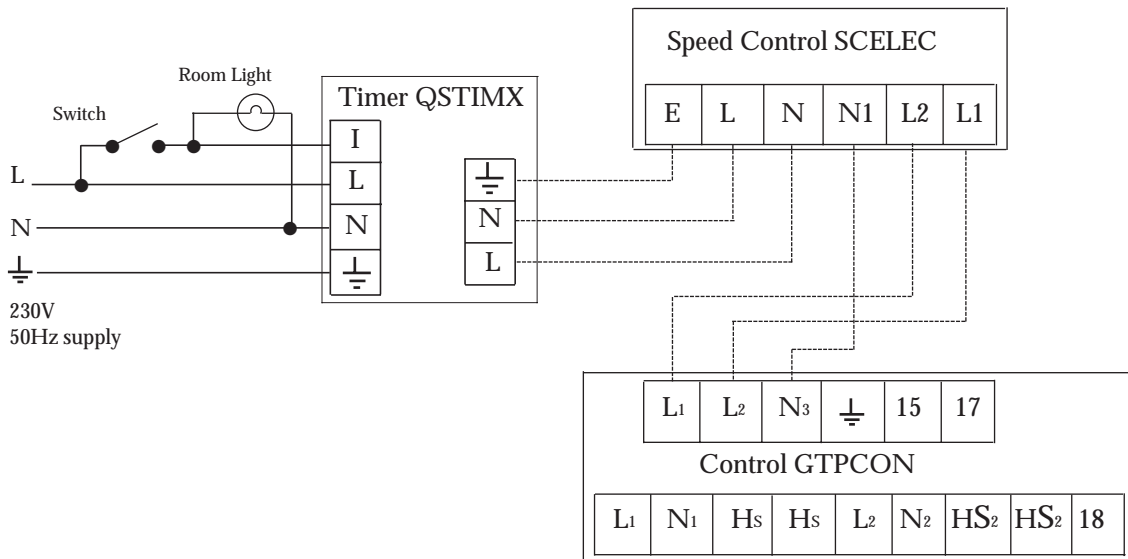 Speed Control SCELEC
E L N N1 L2 L1
Room Light
Switch
Timer QSTIMX
I
L L
N N
N L
230V
50Hz supply
L1 L2 N3 15 17
Control GTPCON
L1 N1 Hs Hs L2 N2 HS2 HS2 18